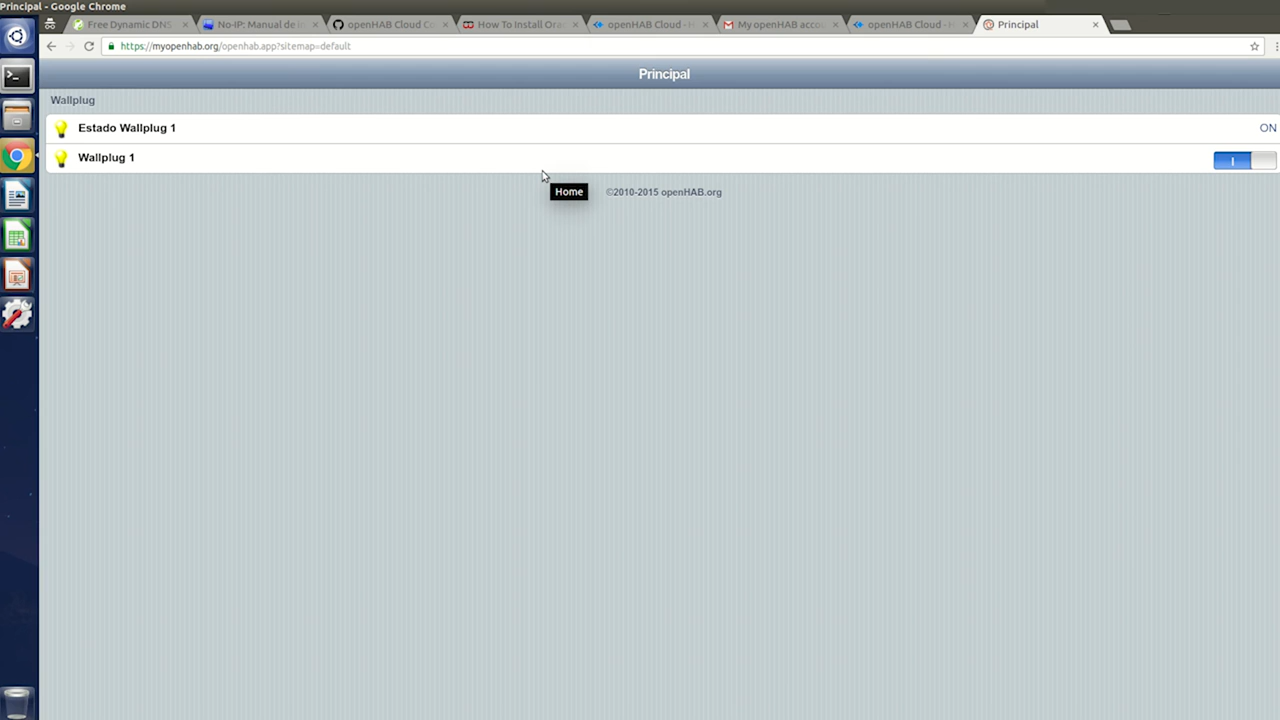 Principal - Google Chrome
Free Dynamic DNS
No-IP: Manual de i
openHAB Cloud Co
How To Install Ora
openHAB Cloud - H
My openHAB acco
openHAB Cloud - H
Principal
https://myopenhab.org/openhab.app?sitemap=default
Principal
Wallplug
Estado Wallplug 1
ON
Wallplug 1
Home
©2010-2015 openHAB.org